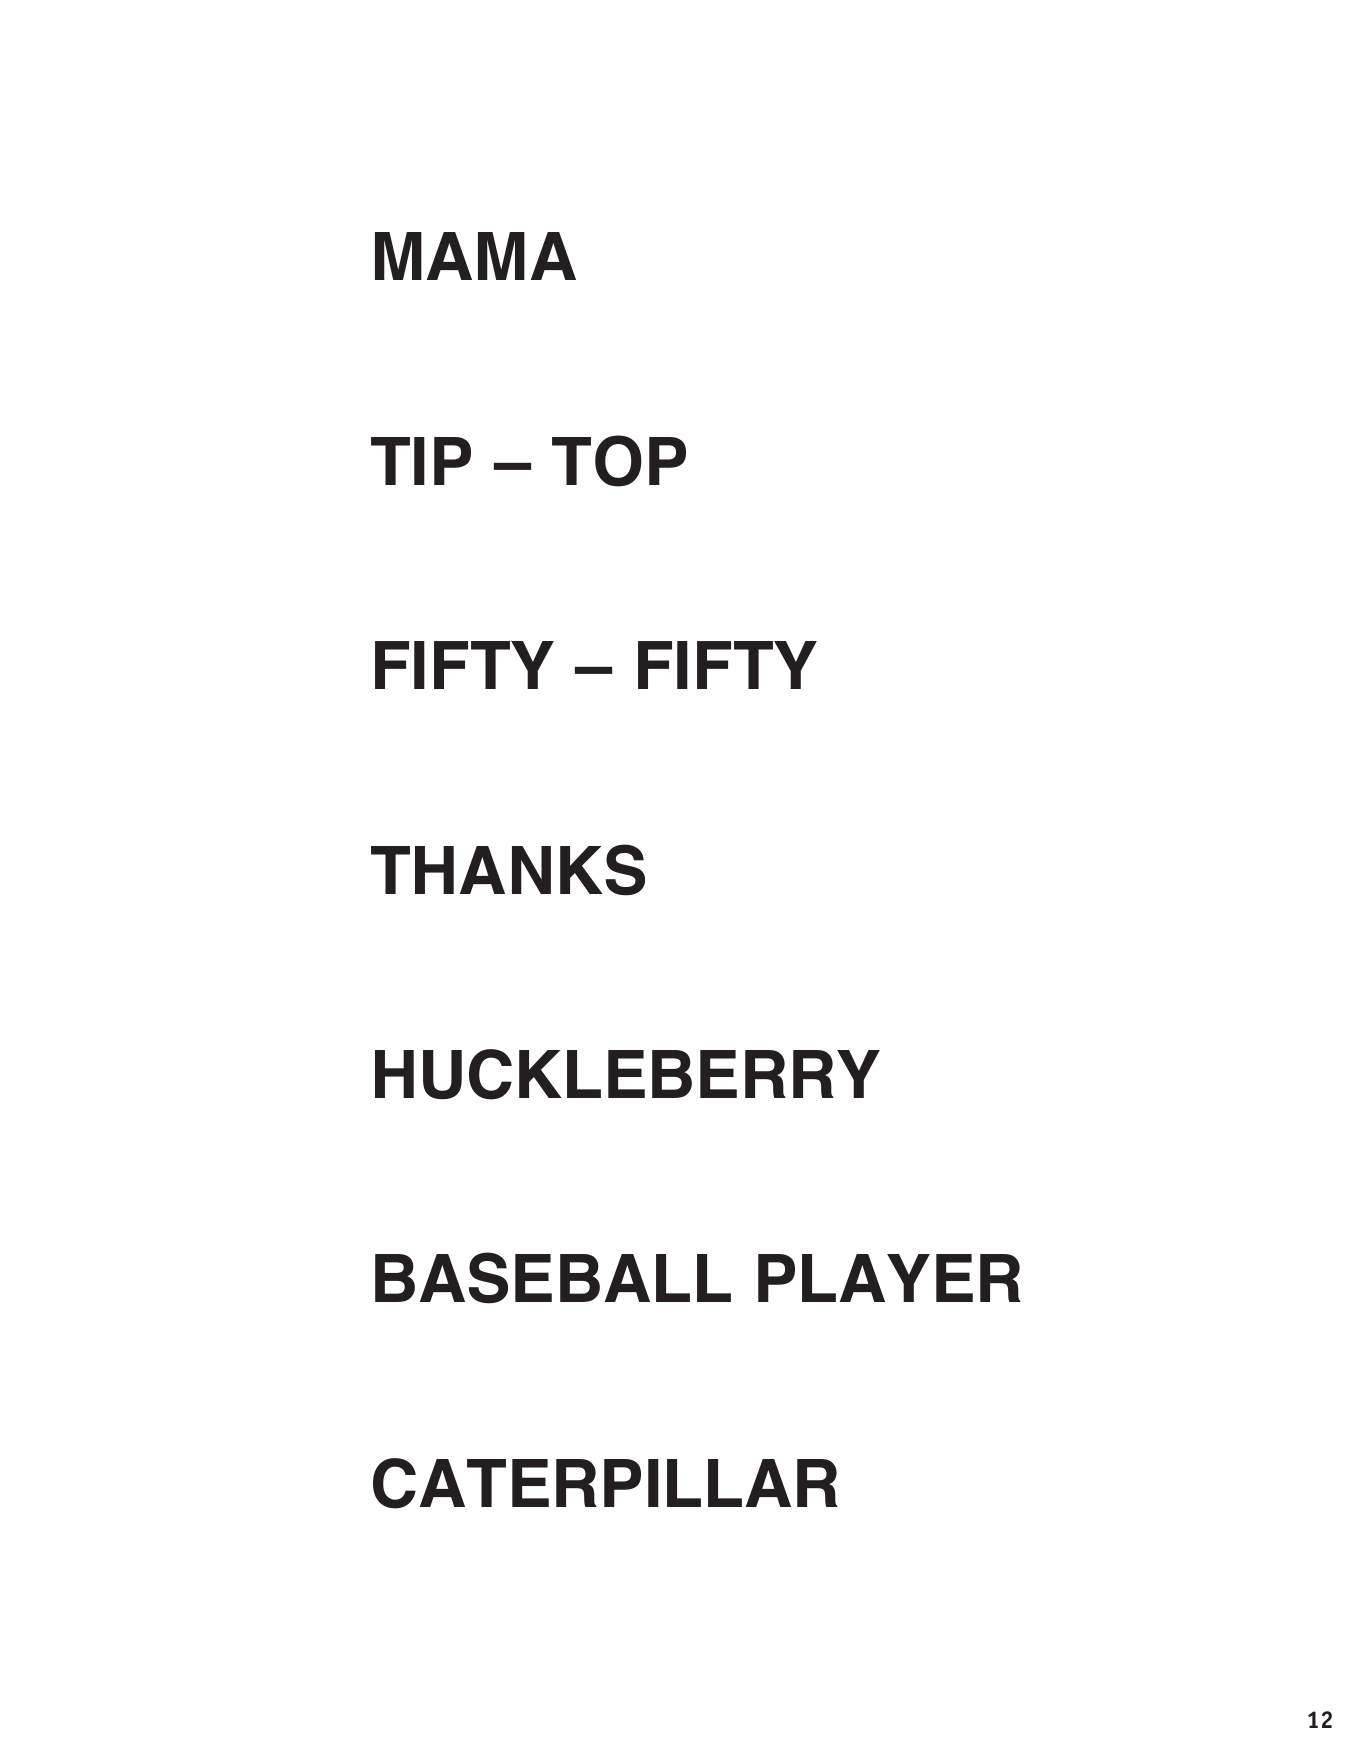 MAMA
TIP – TOP
FIFTY – FIFTY
THANKS
HUCKLEBERRY
BASEBALL PLAYER
CATERPILLAR
12